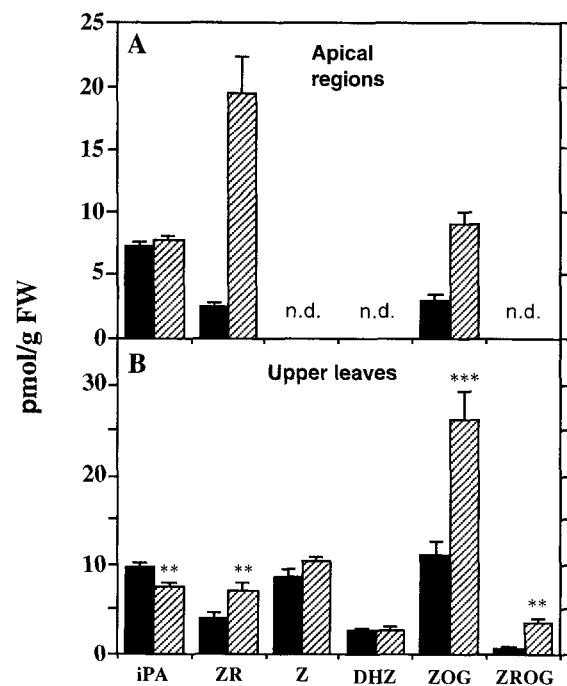 25
A
Apical
regions
20
15
10
5
n.d. n.d. n.d.
0
pmol/g FW
B
Upper leaves
***
30
20
10
** ** **
0
iPA ZR Z DHZ ZOG ZROG